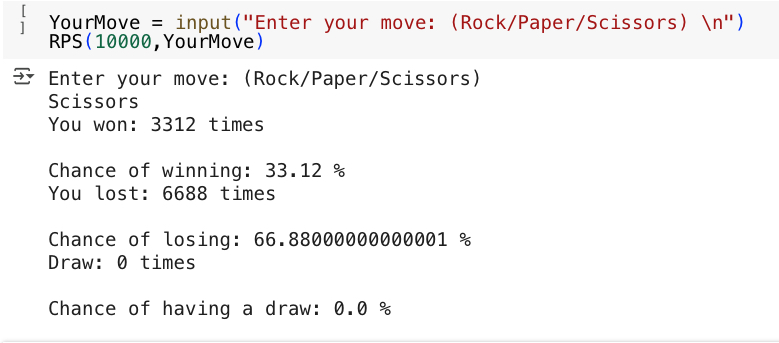 [ ]
YourMove = input("Enter your move: (Rock/Paper/Scissors) \n")
RPS(10000,YourMove)
Enter your move: (Rock/Paper/Scissors)
Scissors
You won: 3312 times
Chance of winning: 33.12 %
You lost: 6688 times
Chance of losing: 66.88000000000001 %
Draw: 0 times
Chance of having a draw: 0.0 %